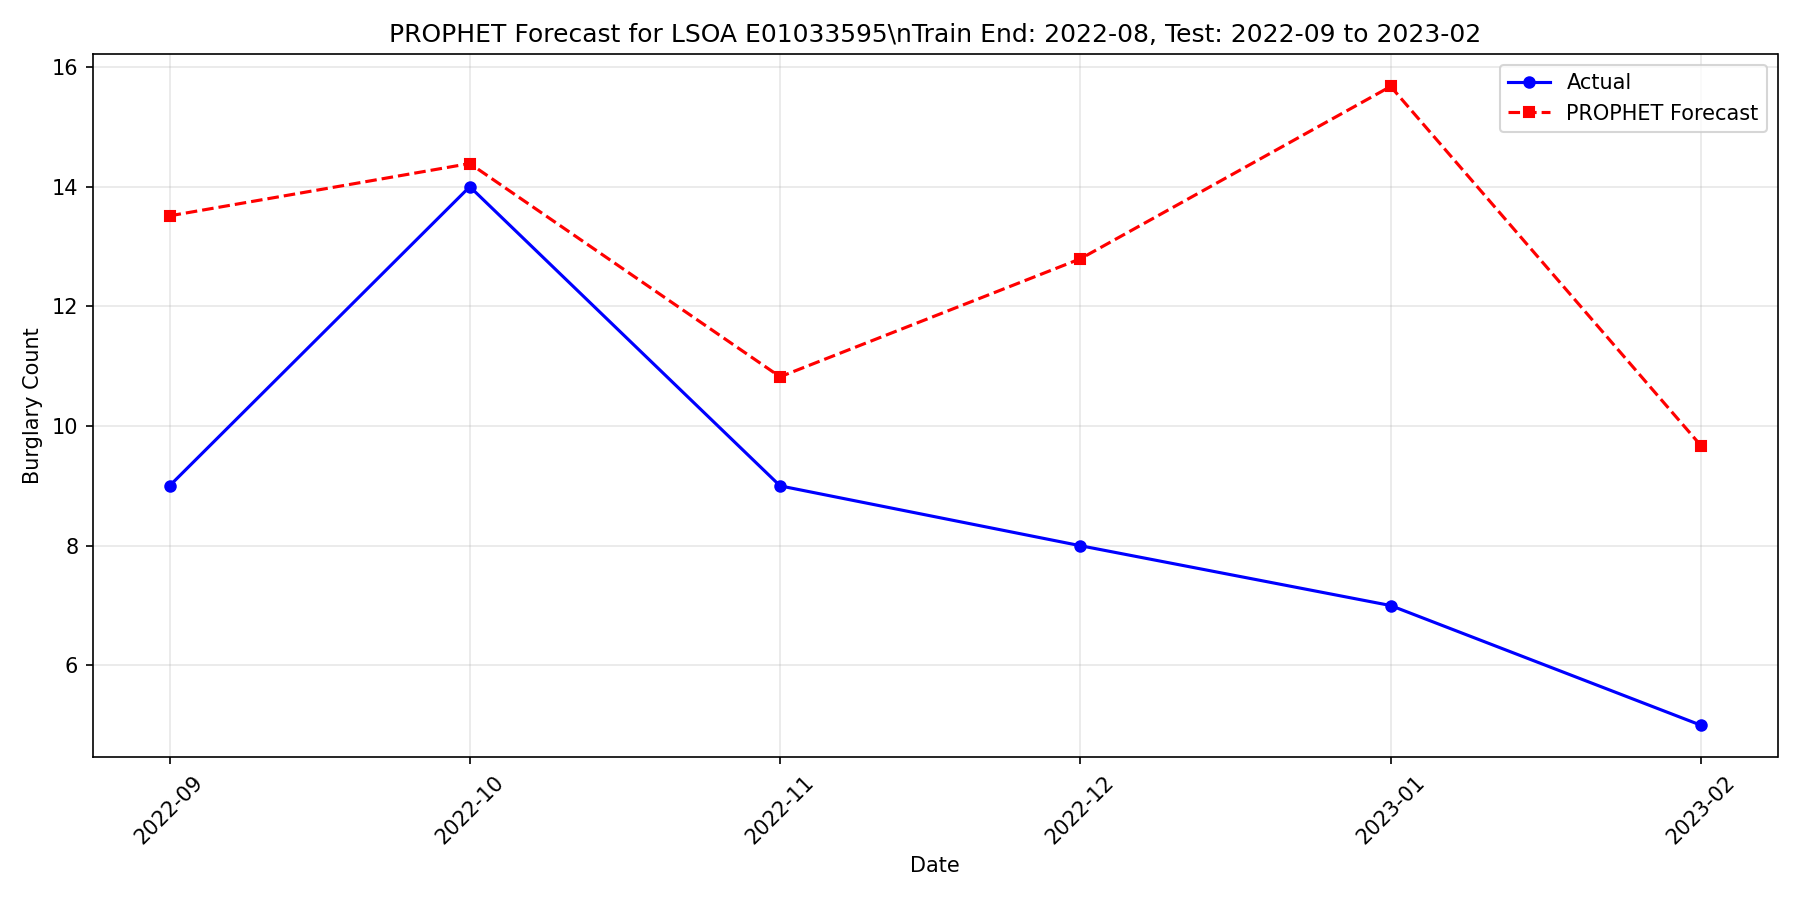 PROPHET Forecast for LSOA E01033595\nTrain End: 2022-08, Test: 2022-09 to 2023-02
Actual
PROPHET Forecast
Burglary Count
16
14
12
10
8
6
2022-09
2022-10
2022-11
2022-12
2023-01
2023-02
Date